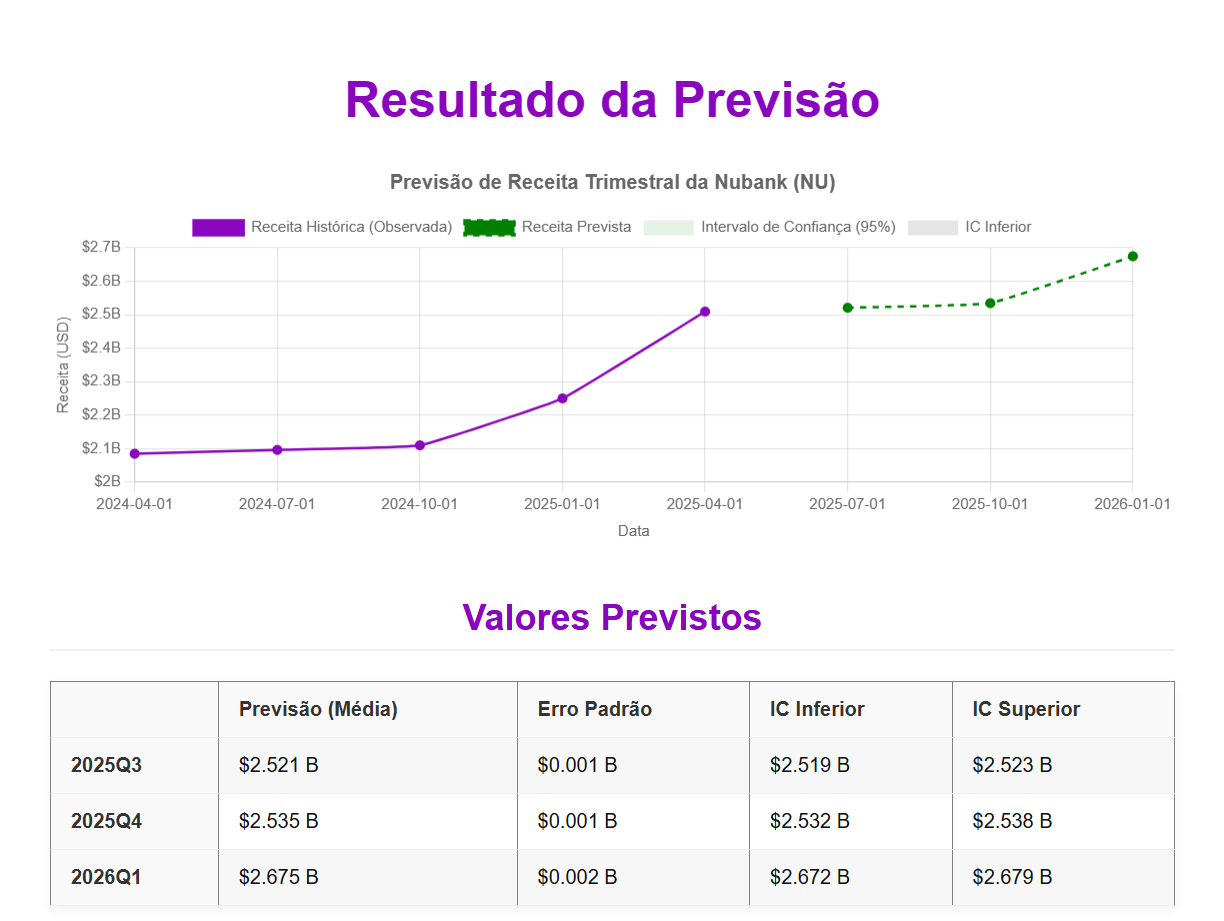 Resultado da Previsão
Previsão de Receita Trimestral da Nubank (NU)
Receita Histórica (Observada) Receita Prevista Intervalo de Confiança (95%) IC Inferior
$2.7B
$2.6B
$2.5B
$2.4B
$2.3B
$2.2B
$2.1B
$2B
Receita (USD)
2024-04-01 2024-07-01 2024-10-01 2025-01-01 2025-04-01 2025-07-01 2025-10-01 2026-01-01
Data
Valores Previstos
Previsão (Média) Erro Padrão IC Inferior IC Superior
2025Q3 $2.521 B $0.001 B $2.519 B $2.523 B
2025Q4 $2.535 B $0.001 B $2.532 B $2.538 B
2026Q1 $2.675 B $0.002 B $2.672 B $2.679 B